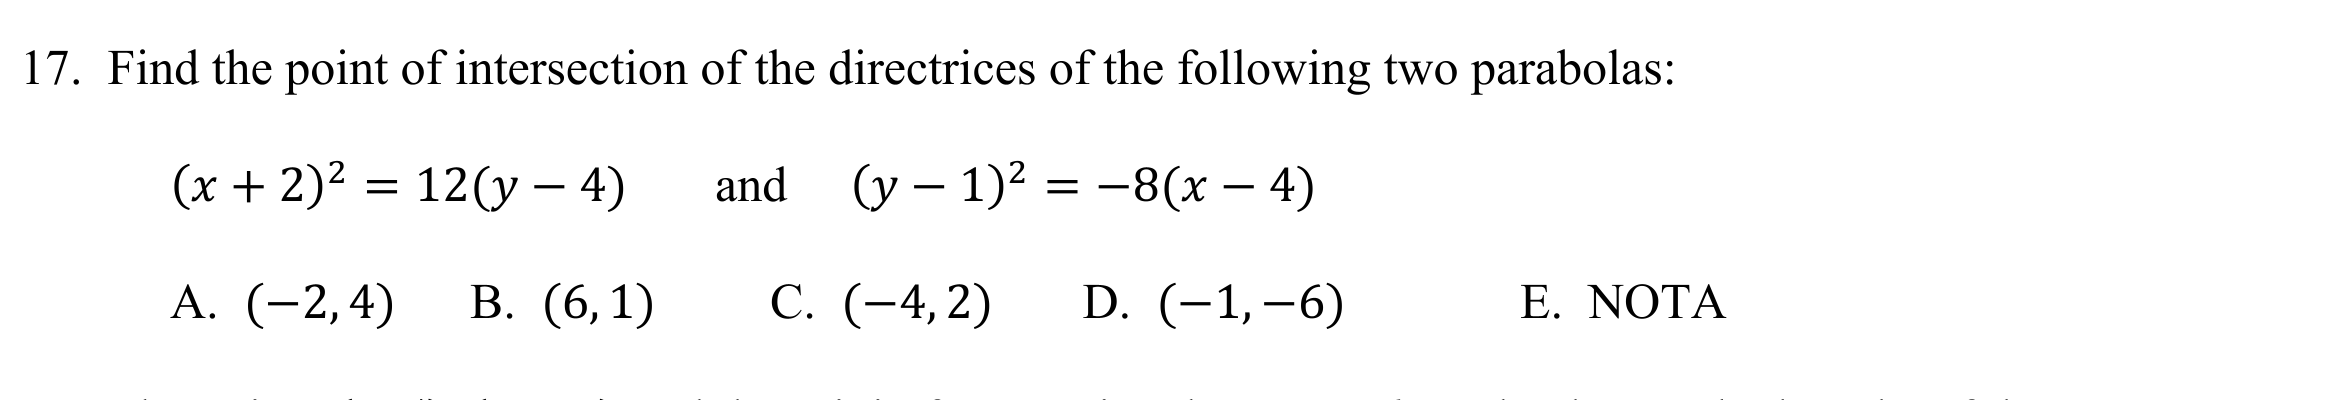 17. Find the point of intersection of the directrices of the following two parabolas:
(x + 2)² = 12(y − 4) and (y − 1)² = −8(x − 4)
A. (−2, 4) B. (6, 1) C. (−4, 2) D. (−1, −6) E. NOTA